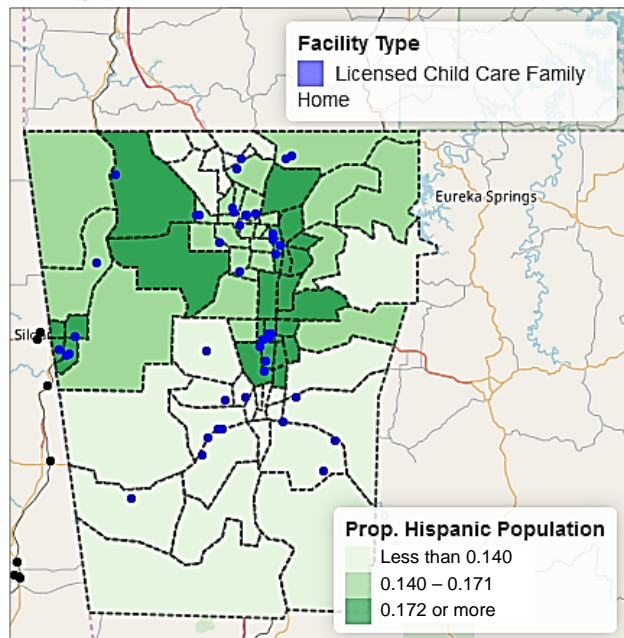 Facility Type
Licensed Child Care Family
Home
Eureka Springs
Prop. Hispanic Population
Less than 0.140
0.140 – 0.171
0.172 or more